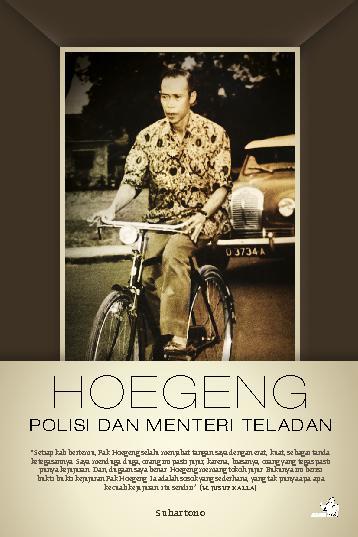 D 3734 A
HOEGENG
POLISI DAN MENTERI TELADAN
"Setiap kali bertemu, Pak Hoegeng selalu menjabat tangan saya dengan erat, kuat, sebagai tanda
ketegasannya. Saya menduga-duga, orang ini pasti jujur, karena, biasanya, orang yang tegas pasti
punya kejujuran. Dan, dugaan saya benar. Hoegeng memang tokoh jujur. Bukunya ini berisi
bukti-bukti kejujuran Pak Hoegeng. Ia adalah sosok yang sederhana, yang tak punya apa-apa
kecuali kejujuran itu sendiri" (M. JUSUF KALLA)
Suhartono